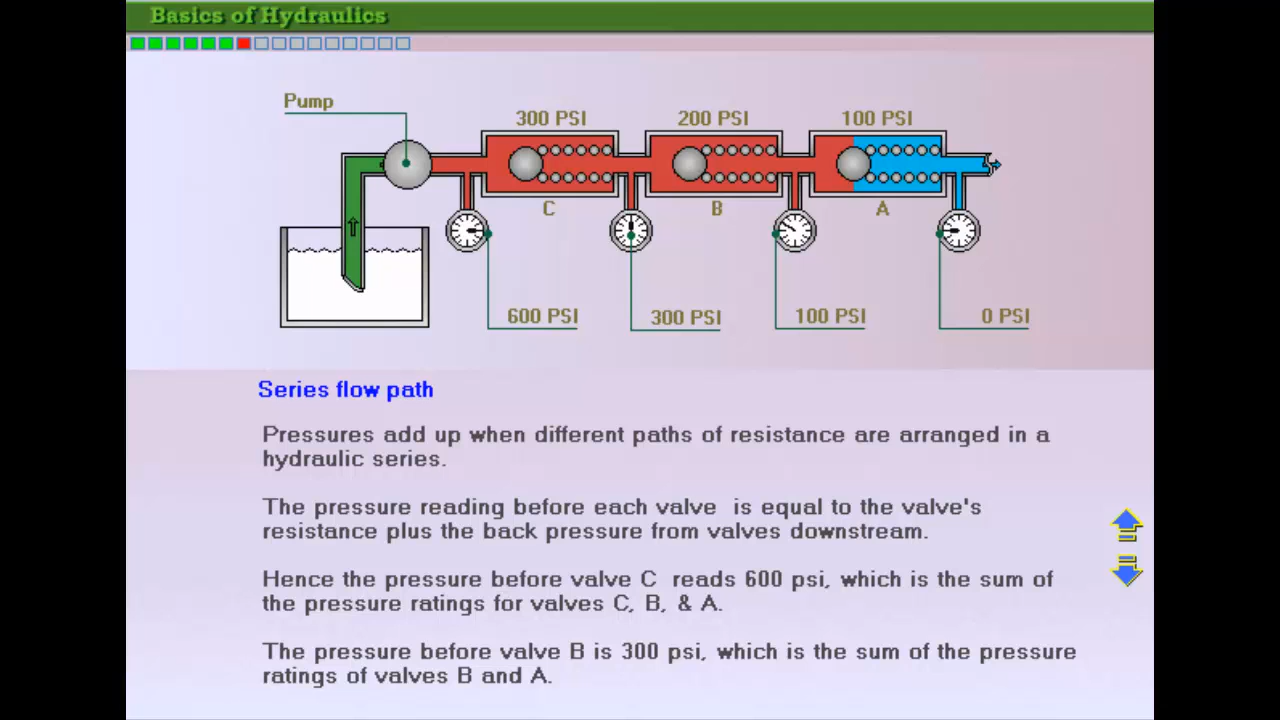 Basics of Hydraulics
Pump
300 PSI
200 PSI
100 PSI
C
B
A
600 PSI
300 PSI
100 PSI
0 PSI
Series flow path
Pressures add up when different paths of resistance are arranged in a
hydraulic series.
The pressure reading before each valve is equal to the valve's
resistance plus the back pressure from valves downstream.
Hence the pressure before valve C reads 600 psi, which is the sum of
the pressure ratings for valves C, B, & A.
The pressure before valve B is 300 psi, which is the sum of the pressure
ratings of valves B and A.